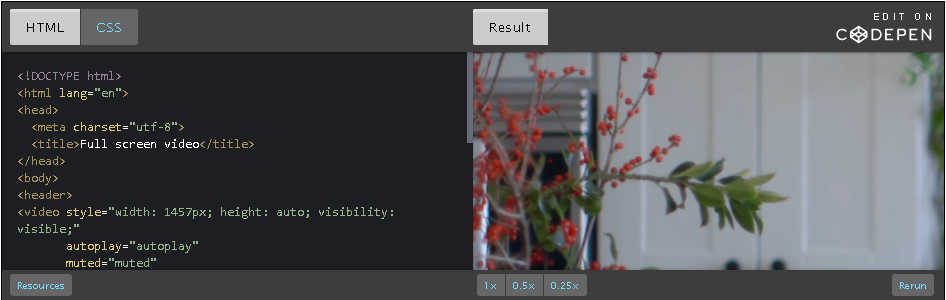 HTML
CSS
Result
EDIT ON
CODEPEN
<!DOCTYPE html>
<html lang="en">
<head>
<meta charset="utf-8">
<title>Full screen video</title>
</head>
<body>
<header>
<video style="width: 1457px; height: auto; visibility:
visible;"
autoplay="autoplay"
muted="muted"
Resources
1×
0.5×
0.25×
Rerun